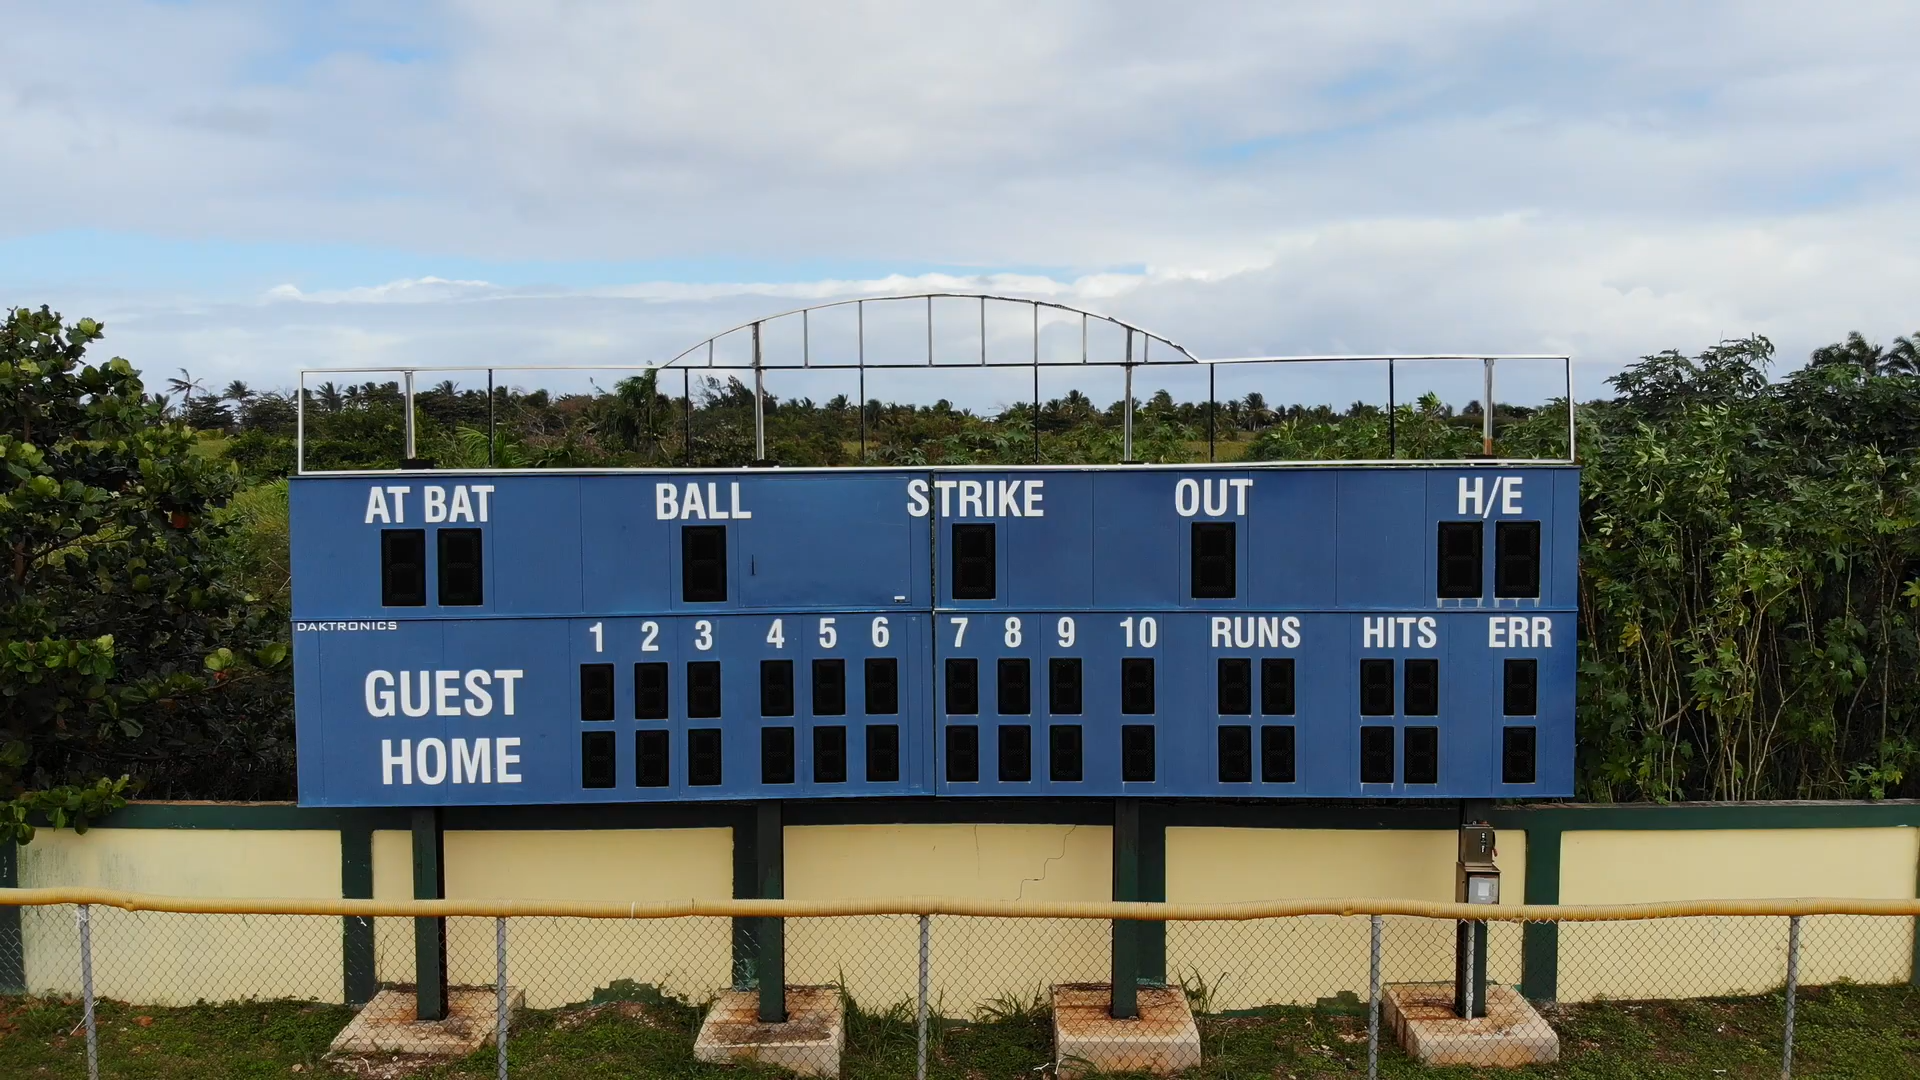 AT BAT BALL STRIKE OUT H/E
DAKTRONICS
1 2 3 4 5 6 7 8 9 10 RUNS HITS ERR
GUEST
HOME